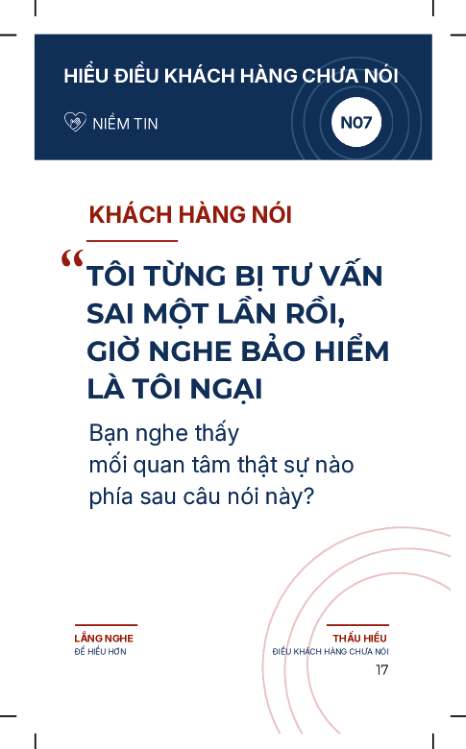 HIỂU ĐIỀU KHÁCH HÀNG CHƯA NÓI
NIỀM TIN
N07
KHÁCH HÀNG NÓI
“
TÔI TỪNG BỊ TƯ VẤN
SAI MỘT LẦN RỒI,
GIỜ NGHE BẢO HIỂM
LÀ TÔI NGẠI
Bạn nghe thấy
mối quan tâm thật sự nào
phía sau câu nói này?
LẮNG NGHE
ĐỂ HIỂU HƠN
THẤU HIỂU
ĐIỀU KHÁCH HÀNG CHƯA NÓI
17